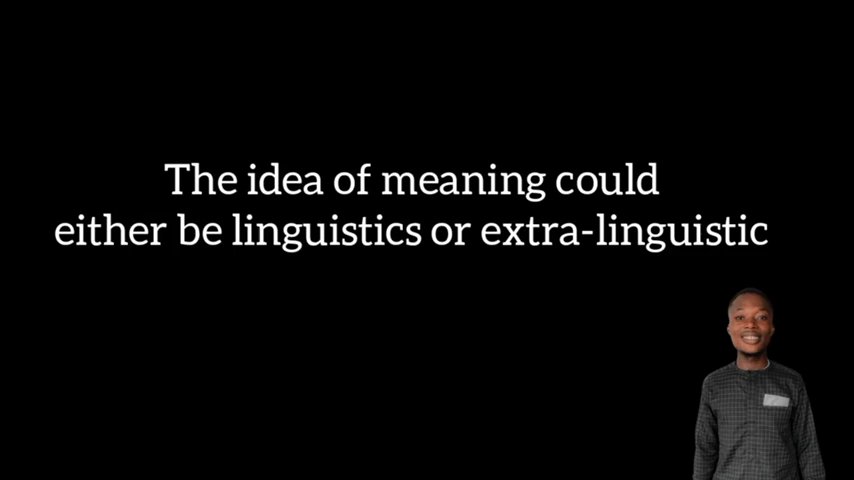 The idea of meaning could
either be linguistics or extra-linguistic